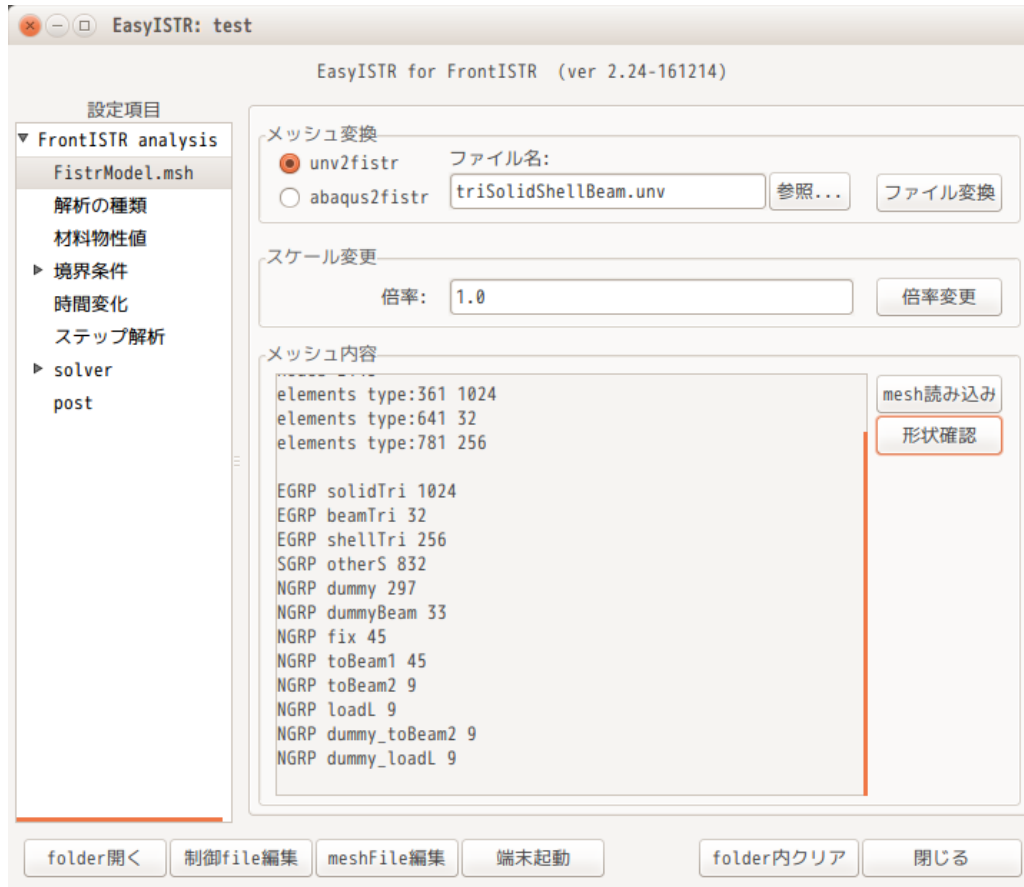 EasyISTR: test
EasyISTR for FrontISTR (ver 2.24-161214)
設定項目
FrontISTR analysis
FistrModel.msh
解析の種類
材料物性値
境界条件
時間変化
ステップ解析
solver
post
メッシュ変換
unv2fistr
ファイル名:
abaqus2fistr
triSolidShellBeam.unv
参照...
ファイル変換
スケール変更
倍率:
1.0
倍率変更
メッシュ内容
elements type:361 1024
elements type:641 32
elements type:781 256
EGRP solidTri 1024
EGRP beamTri 32
EGRP shellTri 256
SGRP otherS 832
NGRP dummy 297
NGRP dummyBeam 33
NGRP fix 45
NGRP toBeam1 45
NGRP toBeam2 9
NGRP loadL 9
NGRP dummy_toBeam2 9
NGRP dummy_loadL 9
mesh読み込み
形状確認
folder開く
制御file編集
meshFile編集
端末起動
folder内クリア
閉じる